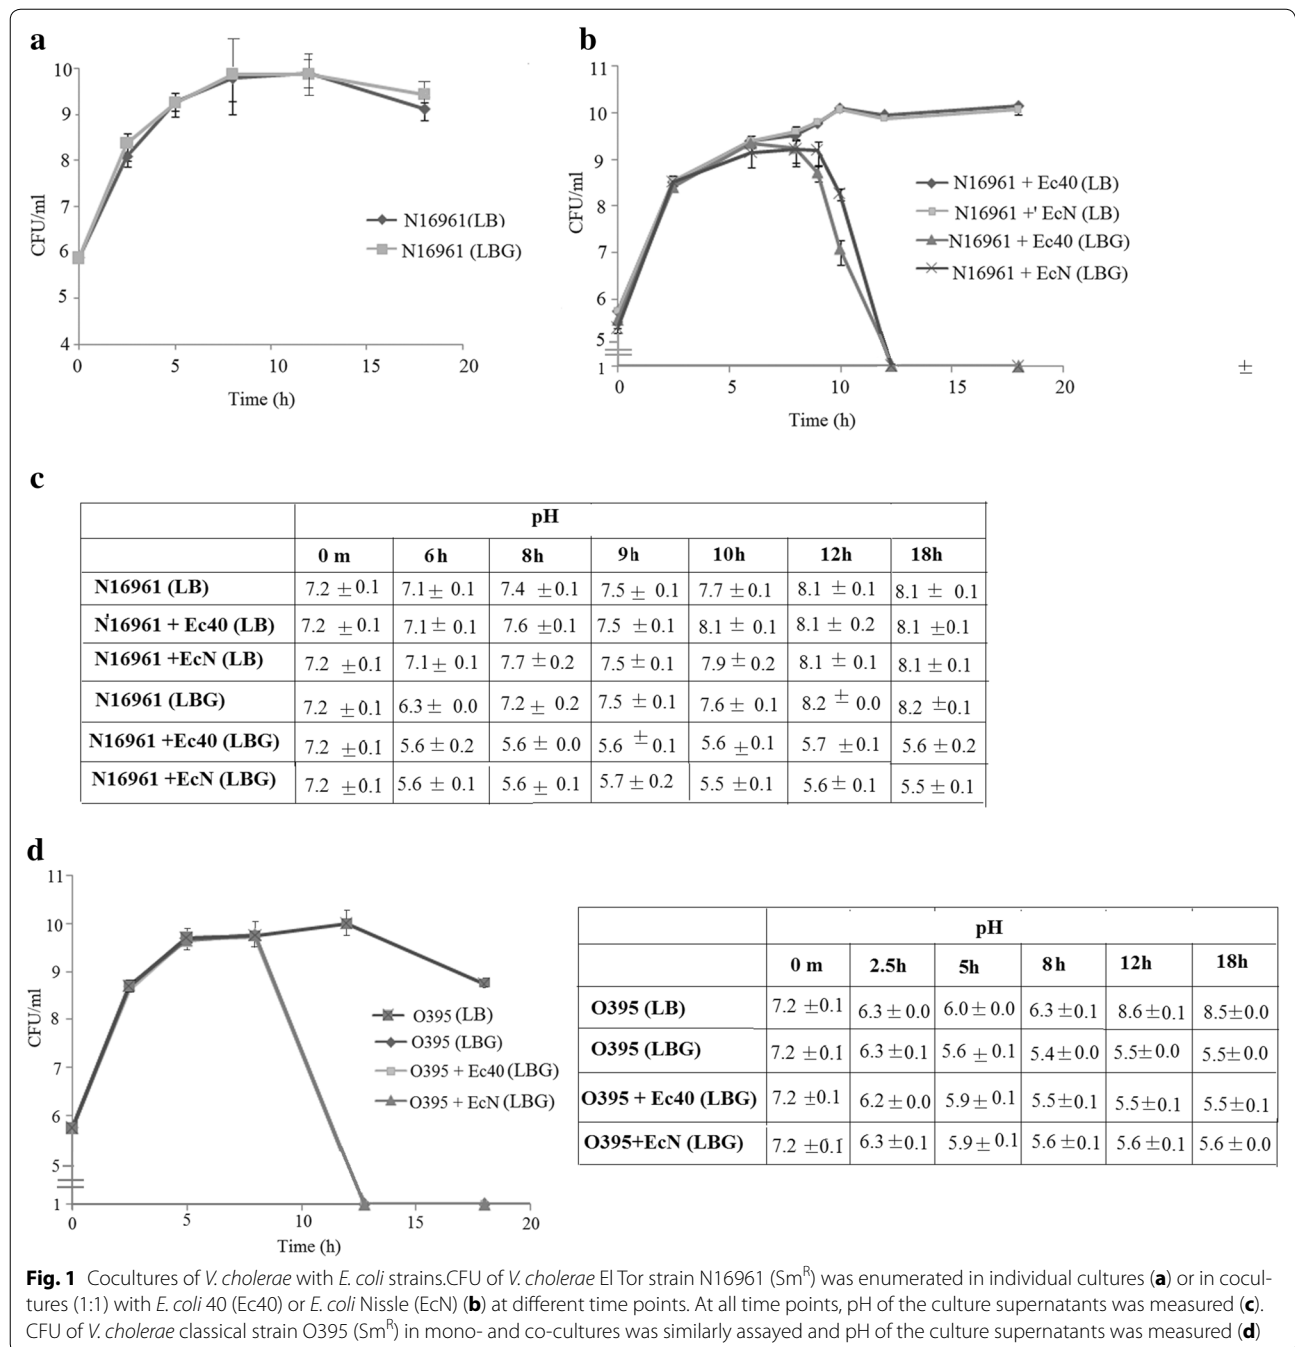 a
10
9
8
7
6
5
4
CFU/ml
0
5
10
15
20
Time (h)
N16961(LB)
N16961 (LBG)
b
11
10
9
8
7
6
5
1
CFU/ml
0
5
10
15
20
Time (h)
N16961 + Ec40 (LB)
N16961 +' EcN (LB)
N16961 + Ec40 (LBG)
N16961 + EcN (LBG)
±
c
pH
0 m 6h 8h 9h 10h 12h 18h
N16961 (LB) 7.2 ±0.1 7.1± 0.1 7.4 ±0.1 7.5 ± 0.1 7.7 ±0.1 8.1 ± 0.1 8.1 ± 0.1
N'16961 + Ec40 (LB) 7.2 ±0.1 7.1± 0.1 7.6 ±0.1 7.5 ±0.1 8.1 ± 0.1 8.1 ± 0.2 8.1 ±0.1
N16961 +EcN (LB) 7.2 ±0.1 7.1± 0.1 7.7 ±0.2 7.5 ±0.1 7.9 ±0.2 8.1 ± 0.1 8.1 ±0.1
N16961 (LBG) 7.2 ±0.1 6.3± 0.0 7.2 ± 0.2 7.5 ±0.1 7.6 ± 0.1 8.2 ± 0.0 8.2 ±0.1
N16961 +Ec40 (LBG) 7.2 ±0.1 5.6 ±0.2 5.6 ± 0.0 5.6 ±0.1 5.6 ±0.1 5.7 ±0.1 5.6 ±0.2
N16961 +EcN (LBG) 7.2 ±0.1 5.6 ± 0.1 5.6 ± 0.1 5.7 ± 0.2 5.5 ±0.1 5.6 ± 0.1 5.5 ± 0.1
d
11
10
9
8
7
6
5
1
CFU/ml
0
5
10
15
20
Time (h)
O395 (LB)
O395 (LBG)
O395 + Ec40 (LBG)
O395 + EcN (LBG)
pH
0 m 2.5h 5h 8h 12h 18h
O395 (LB) 7.2 ±0.1 6.3 ±0.0 6.0 ±0.0 6.3 ±0.1 8.6±0.1 8.5±0.0
O395 (LBG) 7.2 ±0.1 6.3 ±0.1 5.6 ± 0.1 5.4 ±0.0 5.5±0.0 5.5±0.0
O395 + Ec40 (LBG) 7.2 ±0.1 6.2 ±0.0 5.9± 0.1 5.5±0.1 5.5±0.1 5.5±0.1
O395+EcN (LBG) 7.2 ±0.1 6.3 ±0.1 5.9± 0.1 5.6 ±0.1 5.6 ±0.1 5.6 ±0.0
Fig. 1 Cocultures of V. cholerae with E. coli strains.CFU of V. cholerae El Tor strain N16961 (Smᴿ) was enumerated in individual cultures (a) or in cocul-
tures (1:1) with E. coli 40 (Ec40) or E. coli Nissle (EcN) (b) at different time points. At all time points, pH of the culture supernatants was measured (c).
CFU of V. cholerae classical strain O395 (Smᴿ) in mono- and co-cultures was similarly assayed and pH of the culture supernatants was measured (d)